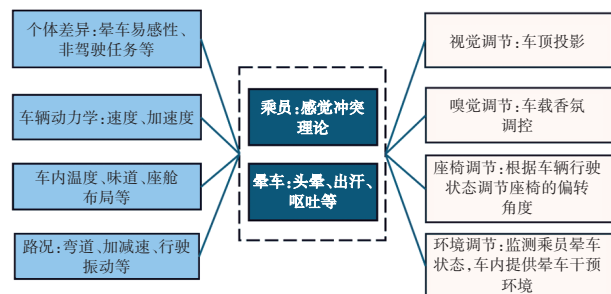 个体差异:晕车易感性、
非驾驶任务等
车辆动力学:速度、加速度
车内温度、味道、座舱
布局等
路况:弯道、加减速、行驶
振动等
乘员:感觉冲突
理论
晕车:头晕、出汗、
呕吐等
视觉调节:车顶投影
嗅觉调节:车载香氛
调控
座椅调节:根据车辆行驶
状态调节座椅的偏转
角度
环境调节:监测乘员晕车
状态,车内提供晕车干预
环境